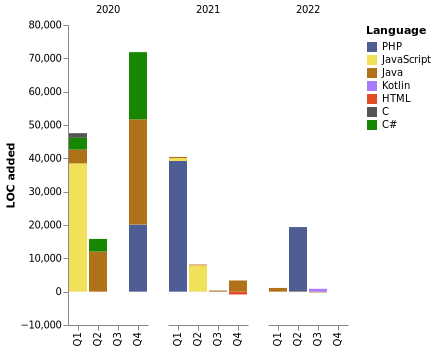 2020 2021 2022
Language
PHP
JavaScript
Java
Kotlin
HTML
C
C#
LOC added
80,000
70,000
60,000
50,000
40,000
30,000
20,000
10,000
0
−10,000
Q1 Q2 Q3 Q4 Q1 Q2 Q3 Q4 Q1 Q2 Q3 Q4